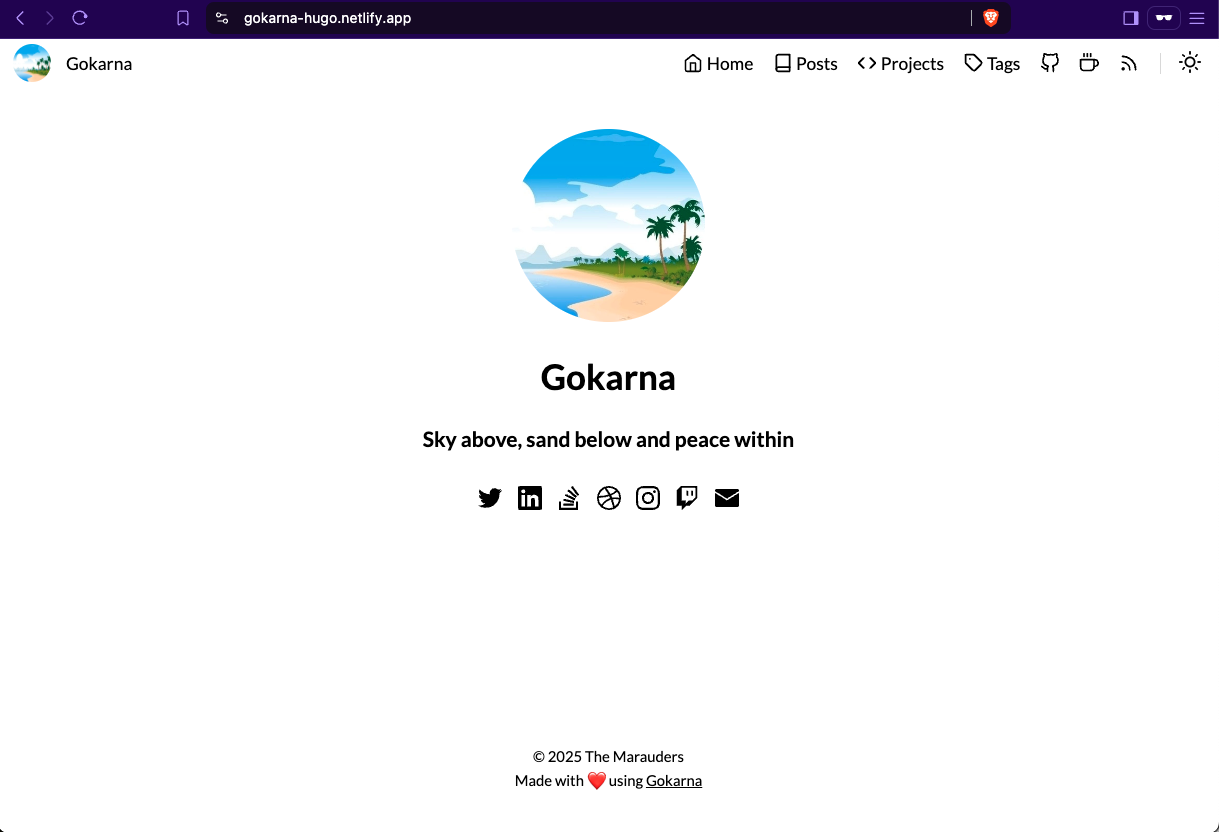 gokarna-hugo.netlify.app
Gokarna
Home Posts Projects Tags
Gokarna
Sky above, sand below and peace within
© 2025 The Marauders
Made with ❤️ using Gokarna